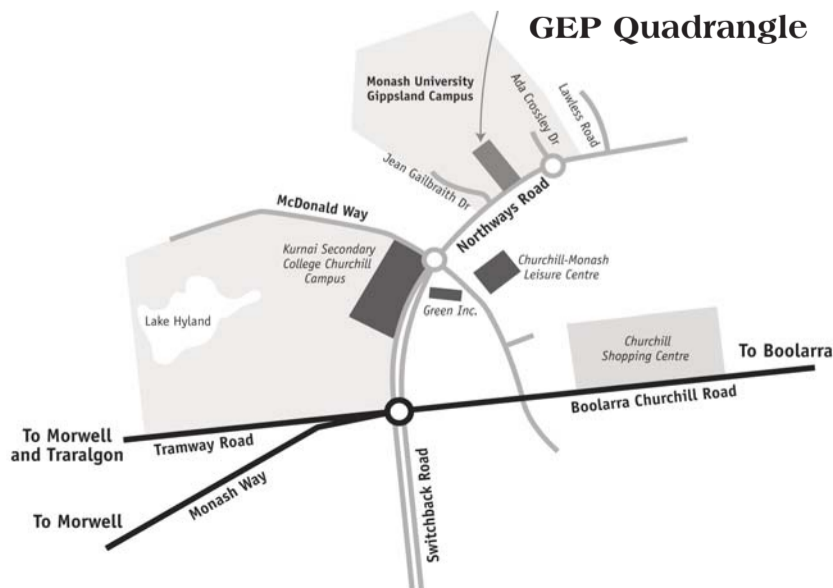 GEP Quadrangle
Monash University
Gippsland Campus
Ada Crossley Dr
Lawless Road
Jean Gailbraith Dr
McDonald Way
Northways Road
Kurnai Secondary
College Churchill
Campus
Churchill-Monash
Leisure Centre
Green Inc.
Lake Hyland
Churchill
Shopping Centre
To Boolarra
Boolarra Churchill Road
To Morwell
and Traralgon
Tramway Road
Monash Way
To Morwell
Switchback Road